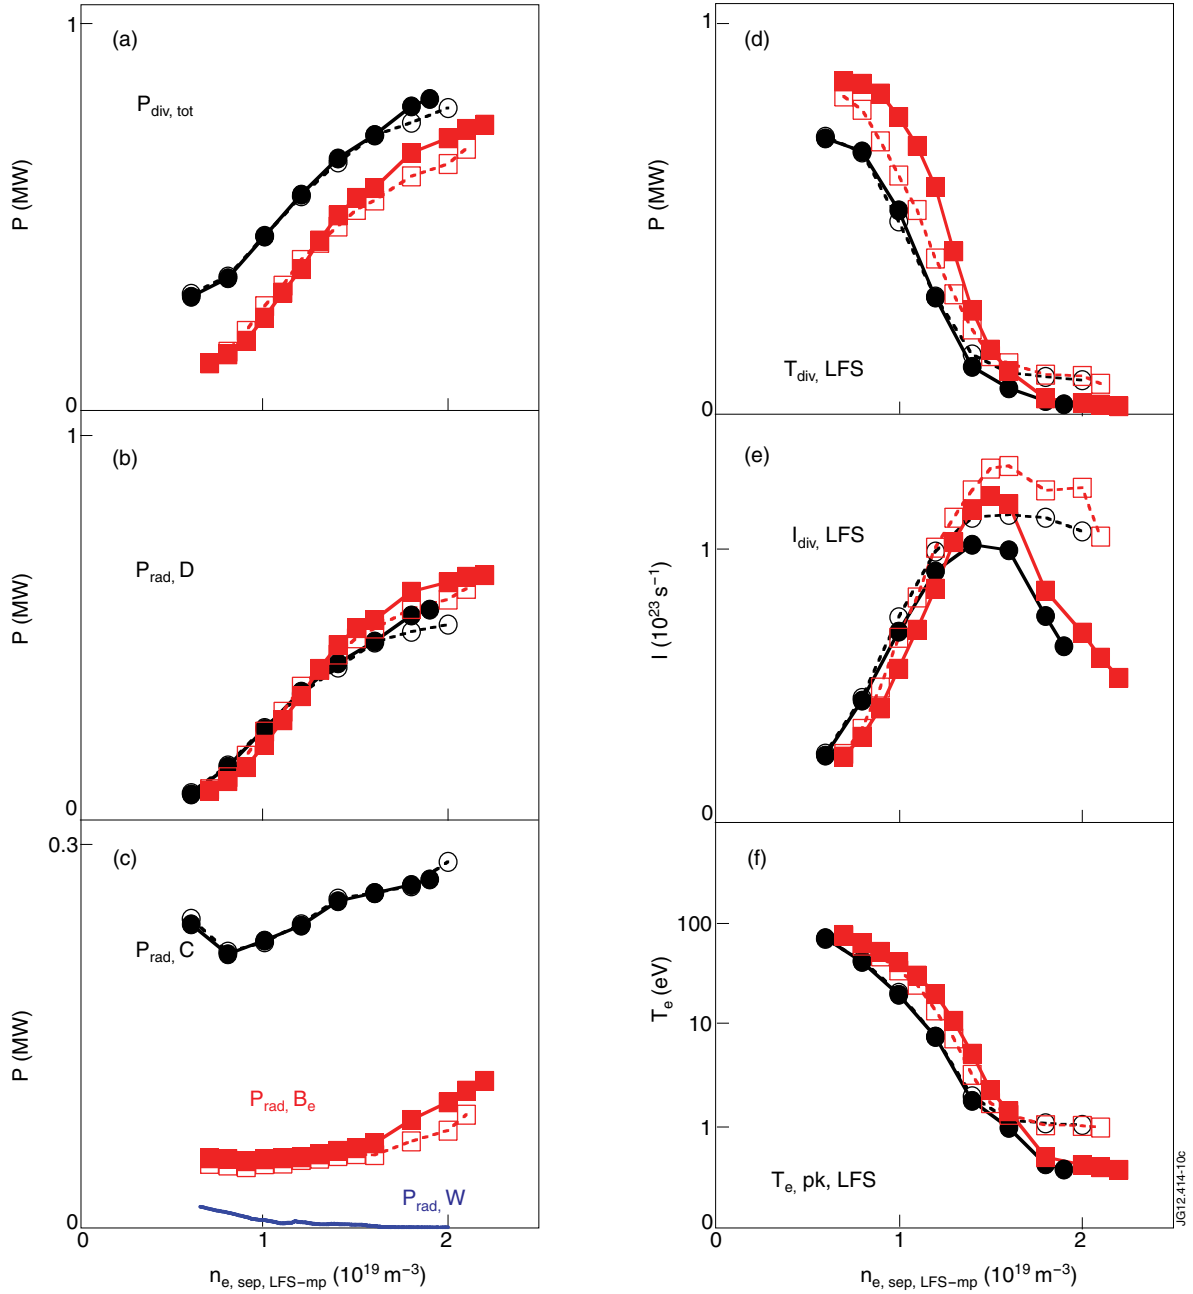 1
(a)
P_div, tot
P (MW)
0
1
(b)
P_rad, D
P (MW)
0
0.3
(c)
P_rad, C
P (MW)
P_rad, B_e
P_rad, W
0
0 1 2
n_e, sep, LFS–mp (10^19 m^–3)
1
(d)
P (MW)
T_div, LFS
0
(e)
I_div, LFS
1
I (10^23 s^–1)
0
(f)
100
T_e (eV)
10
1
T_e, pk, LFS
0
0 1 2
n_e, sep, LFS–mp (10^19 m^–3)
JG12.414-10c